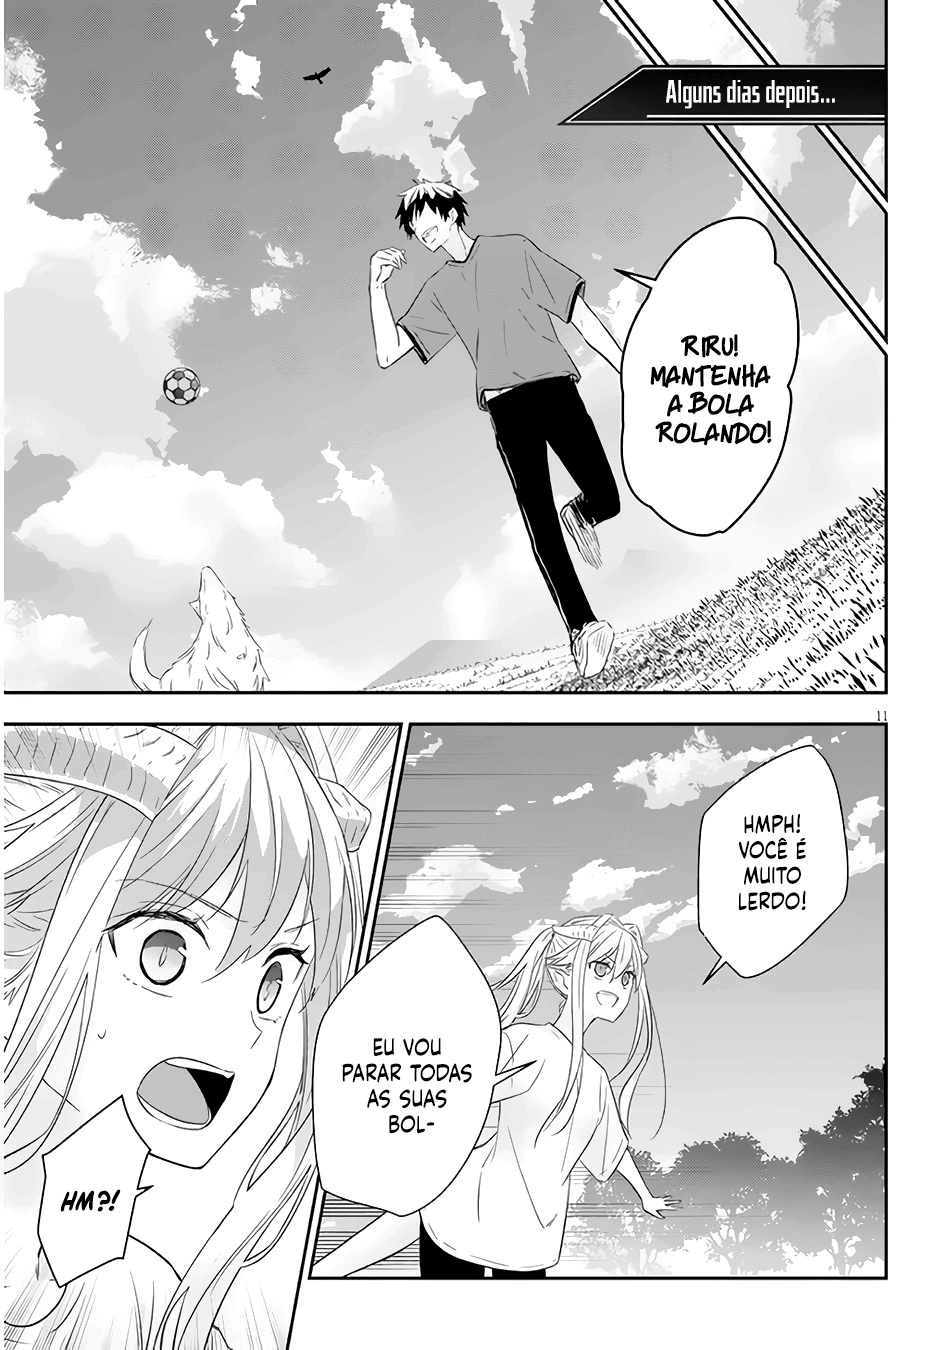 Alguns dias depois...
RIRU!
MANTENHA
A BOLA
ROLANDO!
11
HMPH!
VOCÊ É
MUITO
LERDO!
EU VOU
PARAR TODAS
AS SUAS
BOL-
HM?!